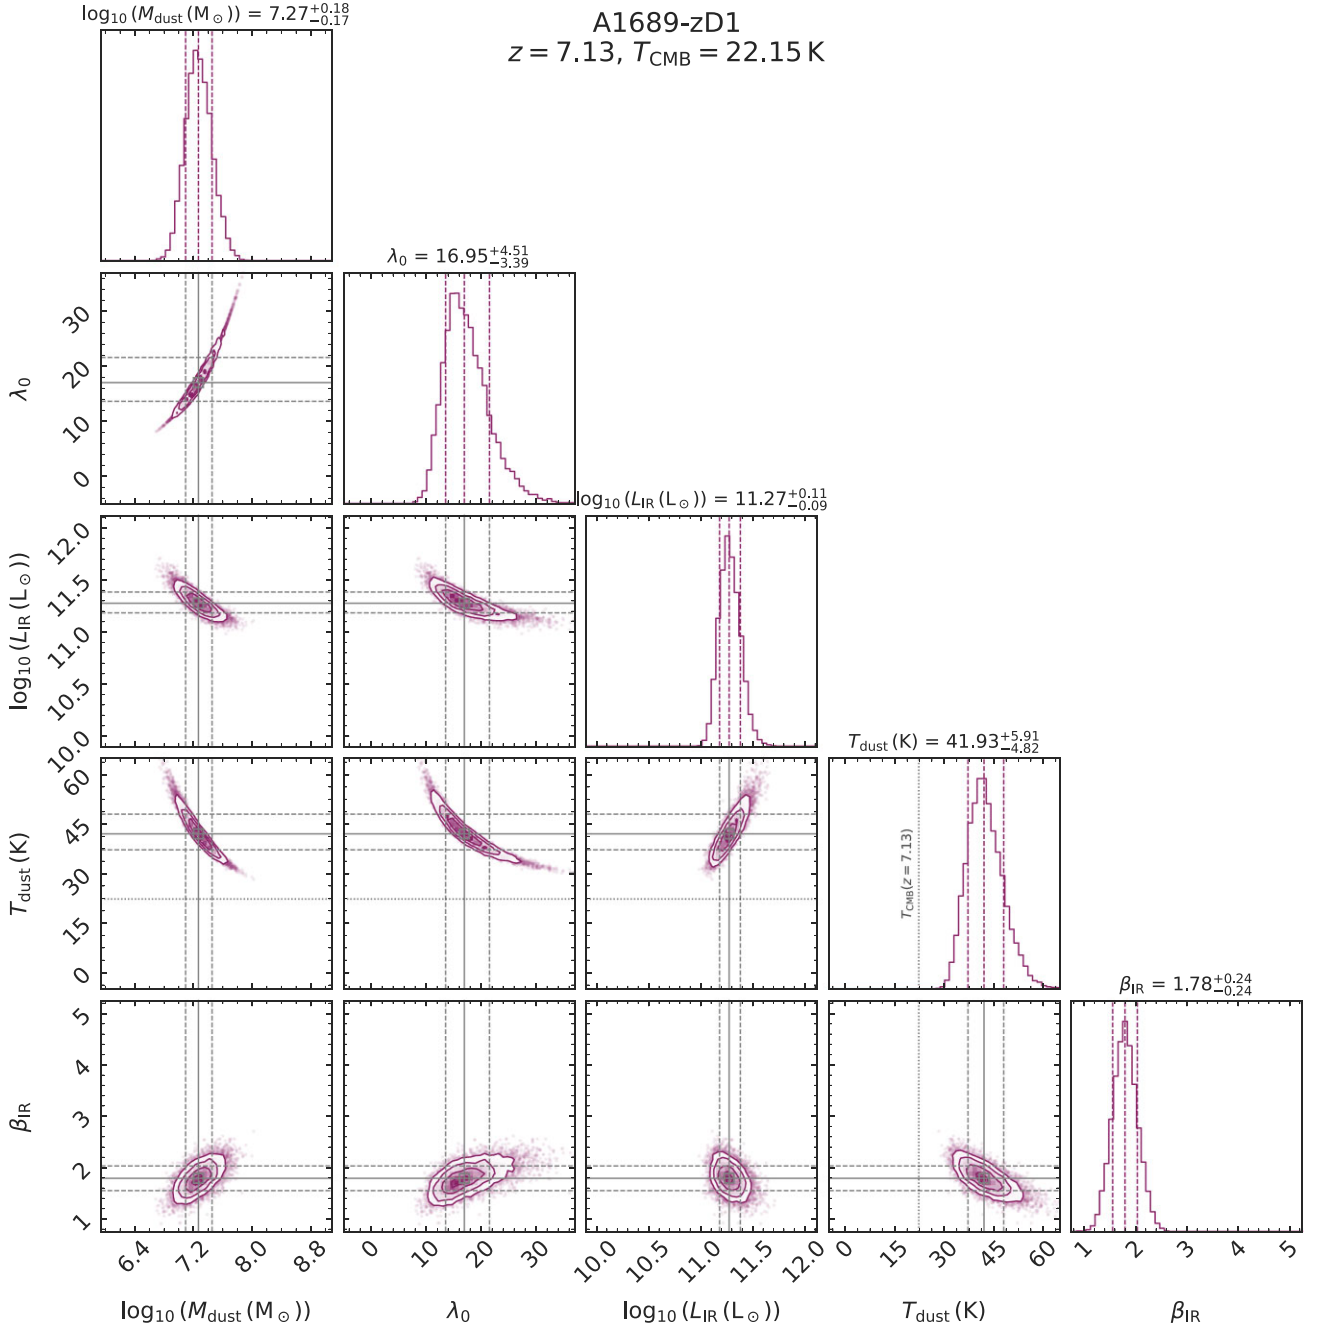 A1689-zD1
z = 7.13, T_CMB = 22.15 K
log₁₀(M_dust(M⊙)) = 7.27 +0.18 −0.17
λ₀ = 16.95 +4.51 −3.39
30
20
10
0
λ₀
log₁₀(L_IR(L⊙)) = 11.27 +0.11 −0.09
12.0
11.5
11.0
10.5
10.0
log₁₀(L_IR(L⊙))
T_dust(K) = 41.93 +5.91 −4.82
60
45
30
15
0
T_dust(K)
T_CMB(z = 7.13)
β_IR = 1.78 +0.24 −0.24
5
4
3
2
1
β_IR
6.4 7.2 8.0 8.8
0 10 20 30
10.0 10.5 11.0 11.5 12.0
0 15 30 45 60
1 2 3 4 5
log₁₀(M_dust(M⊙))
λ₀
log₁₀(L_IR(L⊙))
T_dust(K)
β_IR